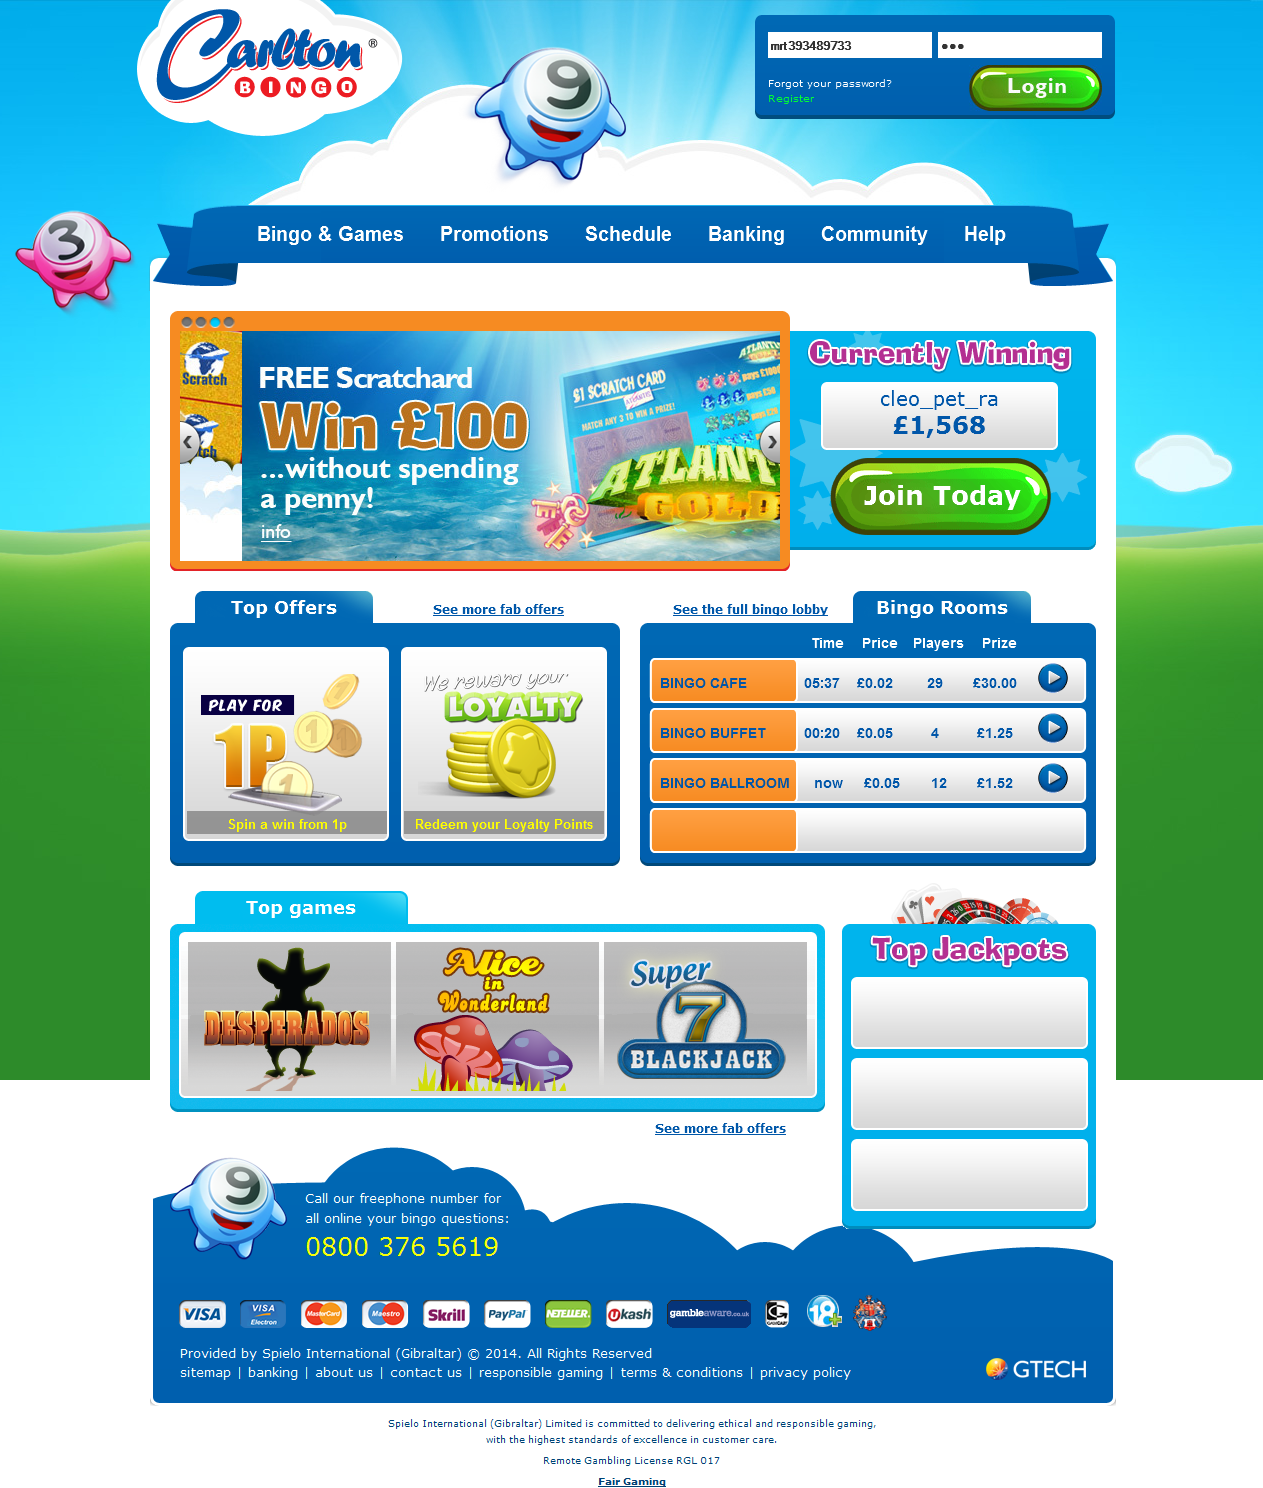 Carlton®
BINGO
9
mrt393489733
•••
Forgot your password?
Register
Login
3
Bingo & Games
Promotions
Schedule
Banking
Community
Help
Scratch
FREE Scratchard
Win £100
...without spending
a penny!
info
$1 SCRATCH CARD
ATLANTIS
MATCH ANY 3 TO WIN A PRIZE!
ATLANT
GOLD
Currently Winning
cleo_pet_ra
£1,568
Join Today
Top Offers
See more fab offers
PLAY FOR
1P
1
1
1
Spin a win from 1p
We reward your
LOYALTY
Redeem your Loyalty Points
See the full bingo lobby
Bingo Rooms
Time Price Players Prize
BINGO CAFE 05:37 £0.02 29 £30.00
BINGO BUFFET 00:20 £0.05 4 £1.25
BINGO BALLROOM now £0.05 12 £1.52
Top games
DESPERADOS
Alice
in
Wonderland
Super
7
BLACKJACK
See more fab offers
Top Jackpots
9
Call our freephone number for
all online your bingo questions:
0800 376 5619
VISA
VISA
Electron
MasterCard
Maestro
Skrill
PayPal
NETELLER
Ukash
gambleaware.co.uk
GAMCARE
18+
Provided by Spielo International (Gibraltar) © 2014. All Rights Reserved
sitemap | banking | about us | contact us | responsible gaming | terms & conditions | privacy policy
GTECH
Spielo International (Gibraltar) Limited is committed to delivering ethical and responsible gaming,
with the highest standards of excellence in customer care.
Remote Gambling License RGL 017
Fair Gaming